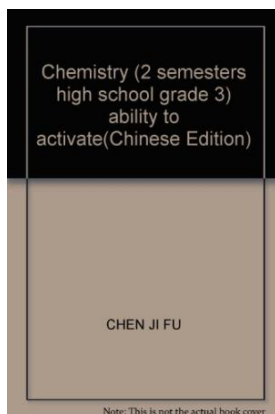 Chemistry (2 semesters
high school grade 3)
ability to
activate(Chinese Edition)
CHEN JI FU
Note: This is not the actual book cover